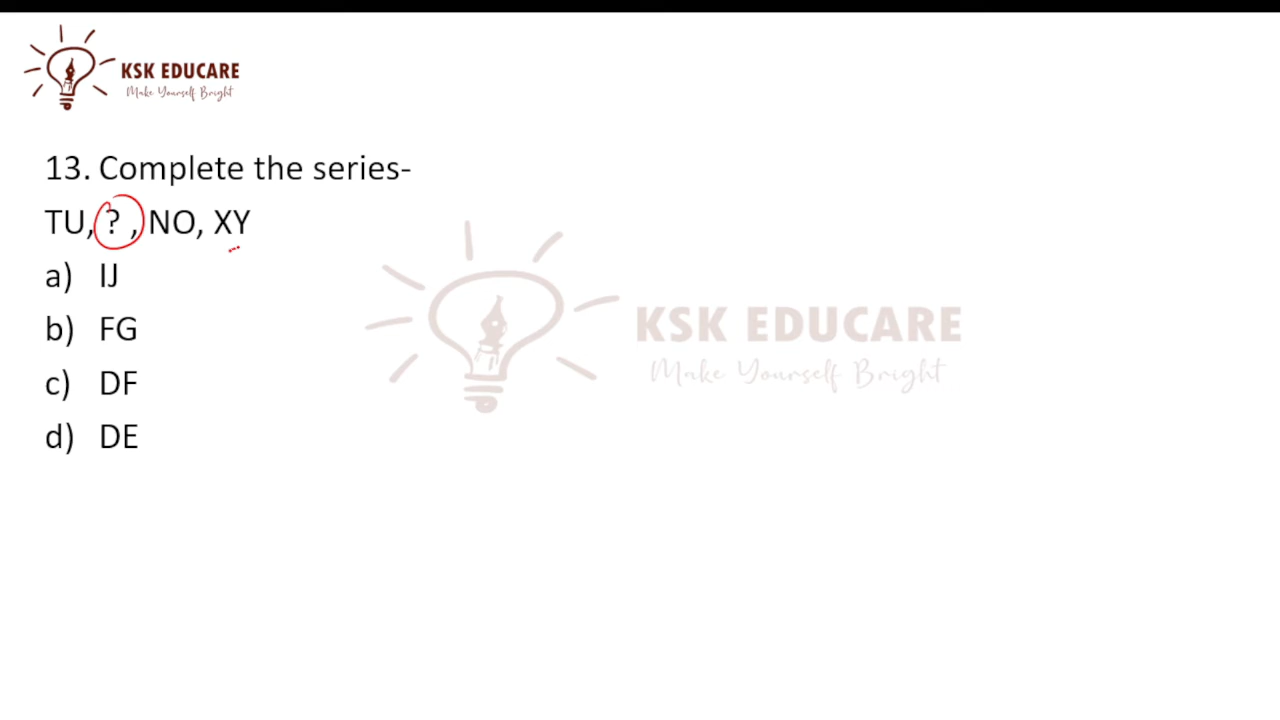 KSK EDUCARE
Make Yourself Bright
13. Complete the series-
TU, ? , NO, XY
a) IJ
b) FG
c) DF
d) DE
KSK EDUCARE
Make Yourself Bright